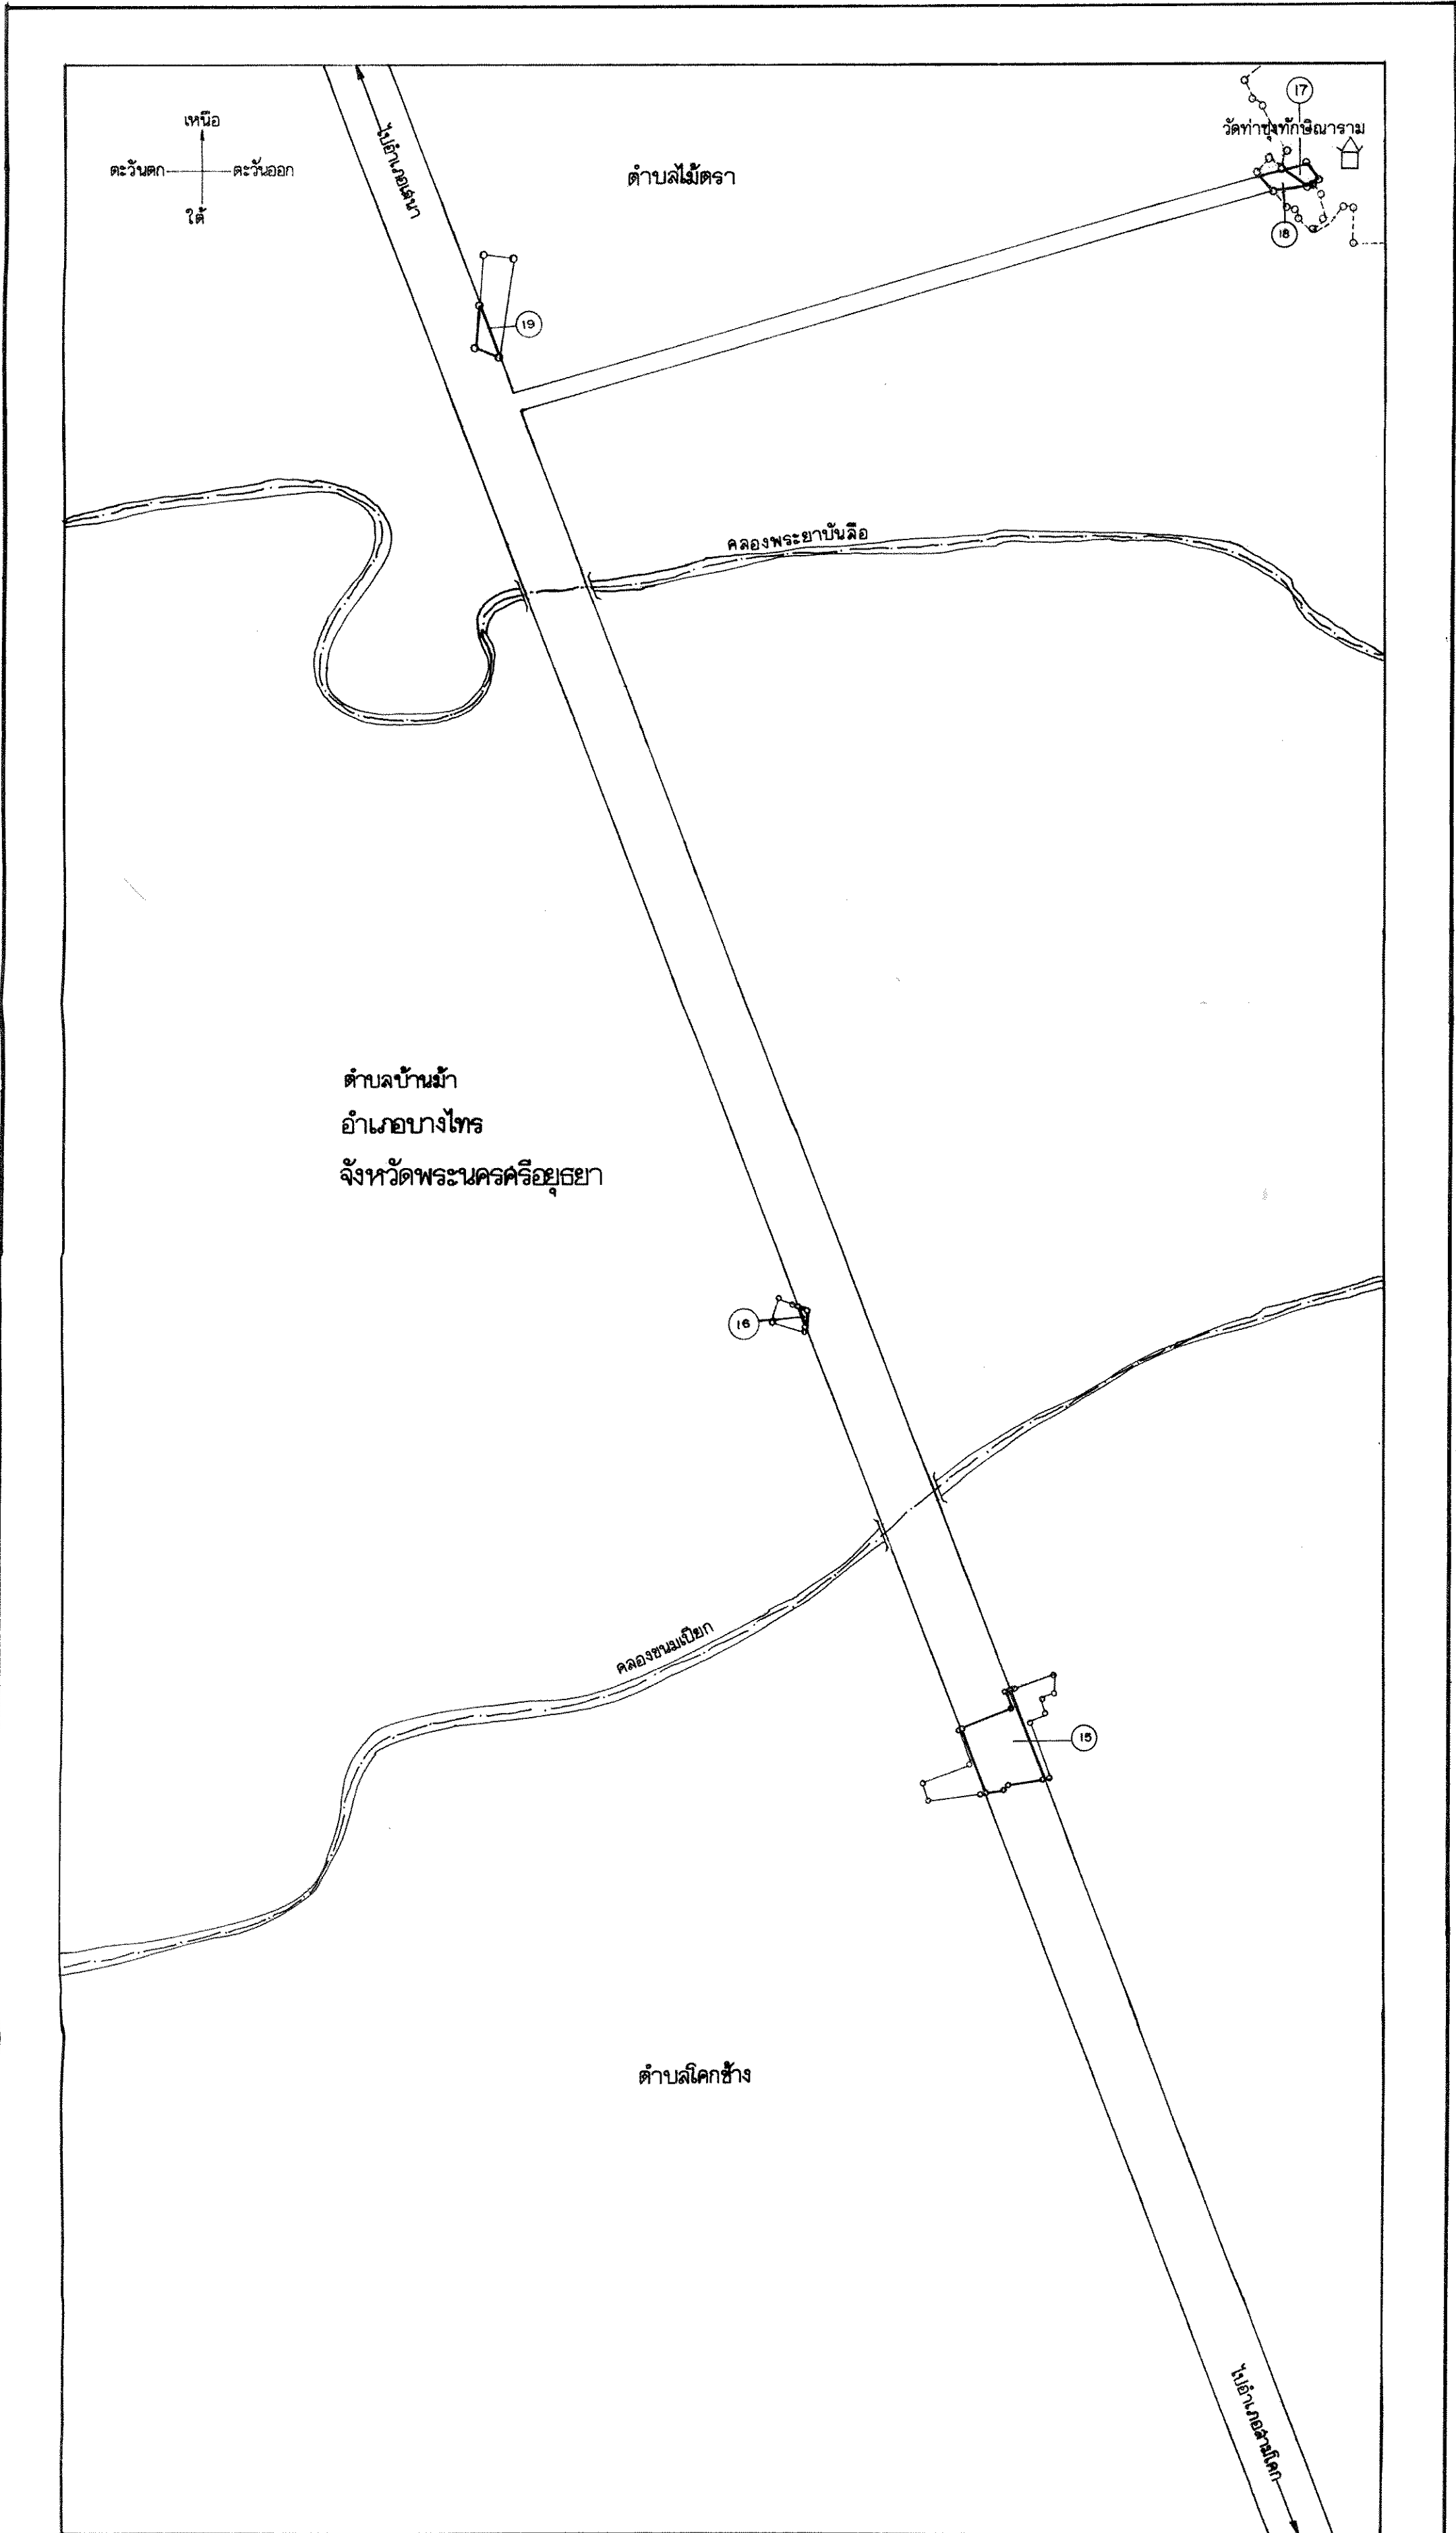 เหนือ
ตะวันตก ตะวันออก
ใต้
ไปอำเภอเสนา
ตำบลไม้ตรา
17
วัดท่าซุงทักษิณาราม
18
19
คลองพระยาบันลือ
ตำบลบ้านม้า
อำเภอบางไทร
จังหวัดพระนครศรีอยุธยา
16
คลองขนมเปียก
15
ตำบลโคกช้าง
ไปอำเภอสามโคก